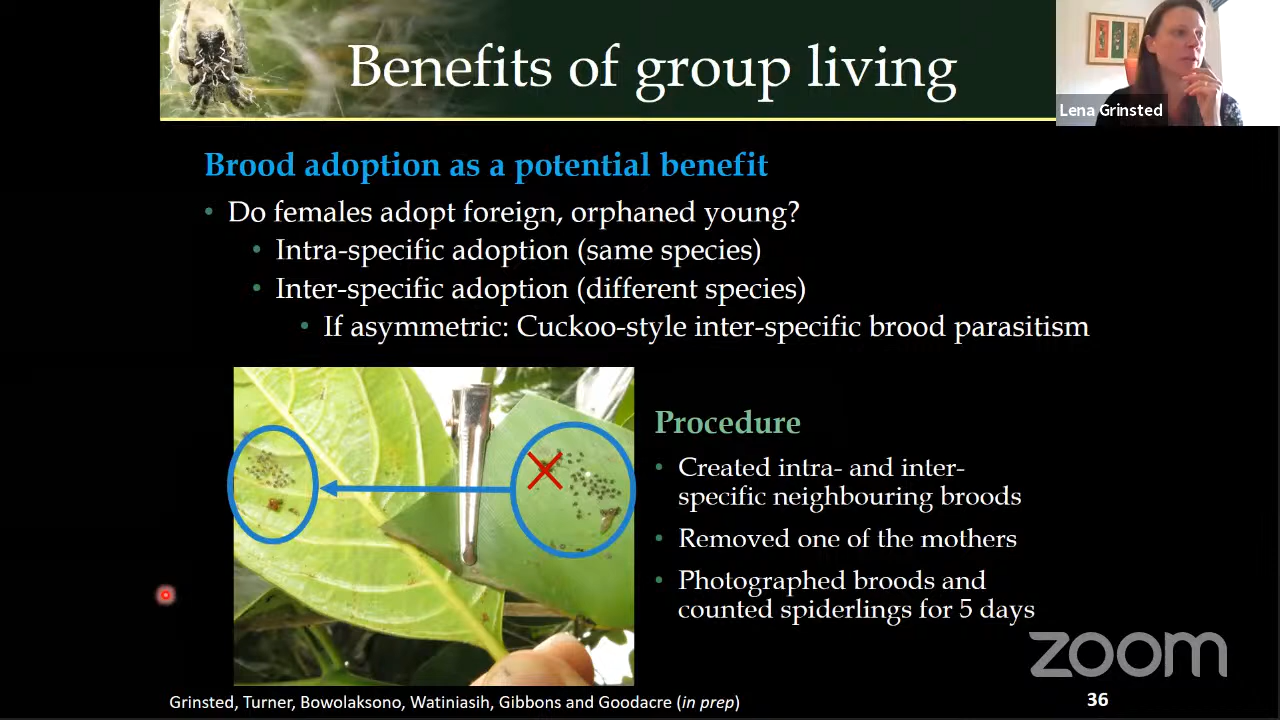 Benefits of group living
Lena Grinsted
Brood adoption as a potential benefit
• Do females adopt foreign, orphaned young?
• Intra-specific adoption (same species)
• Inter-specific adoption (different species)
• If asymmetric: Cuckoo-style inter-specific brood parasitism
Procedure
• Created intra- and inter-
specific neighbouring broods
• Removed one of the mothers
• Photographed broods and
counted spiderlings for 5 days
zoom
Grinsted, Turner, Bowolaksono, Watiniasih, Gibbons and Goodacre (in prep)
36